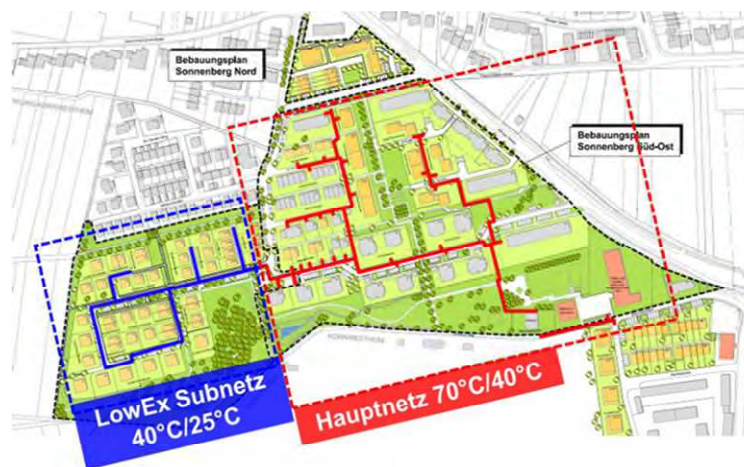 Bebauungsplan
Sonnenberg Nord
Bebauungsplan
Sonnenberg Süd-Ost
LowEx Subnetz
40°C/25°C
Hauptnetz 70°C/40°C